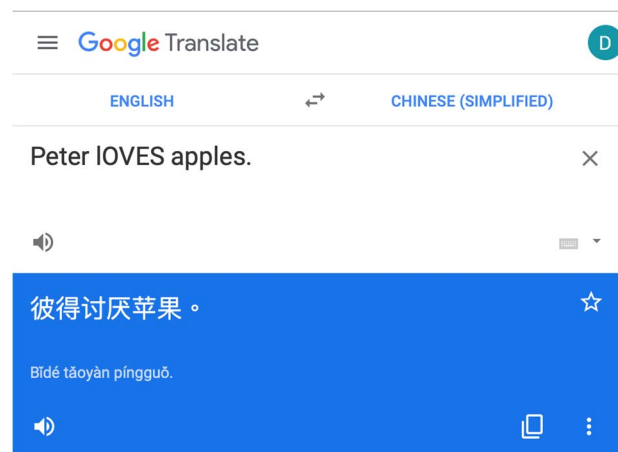 Google Translate
D
ENGLISH
CHINESE (SIMPLIFIED)
Peter lOVES apples.
彼得讨厌苹果。
Bǐdé tǎoyàn píngguǒ.